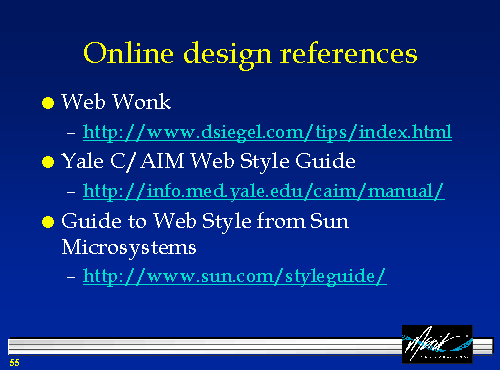 Online design references
Web Wonk
– http://www.dsiegel.com/tips/index.html
Yale C/AIM Web Style Guide
– http://info.med.yale.edu/caim/manual/
Guide to Web Style from Sun
Microsystems
– http://www.sun.com/styleguide/
55